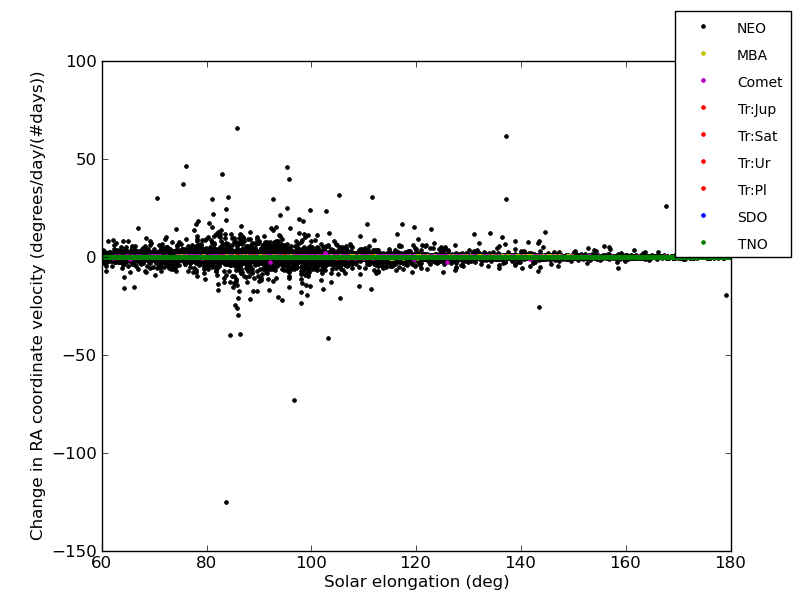 NEO
MBA
Comet
Tr:Jup
Tr:Sat
Tr:Ur
Tr:Pl
SDO
TNO
100
50
0
−50
−100
−150
60
80
100
120
140
160
180
Solar elongation (deg)
Change in RA coordinate velocity (degrees/day/(#days))